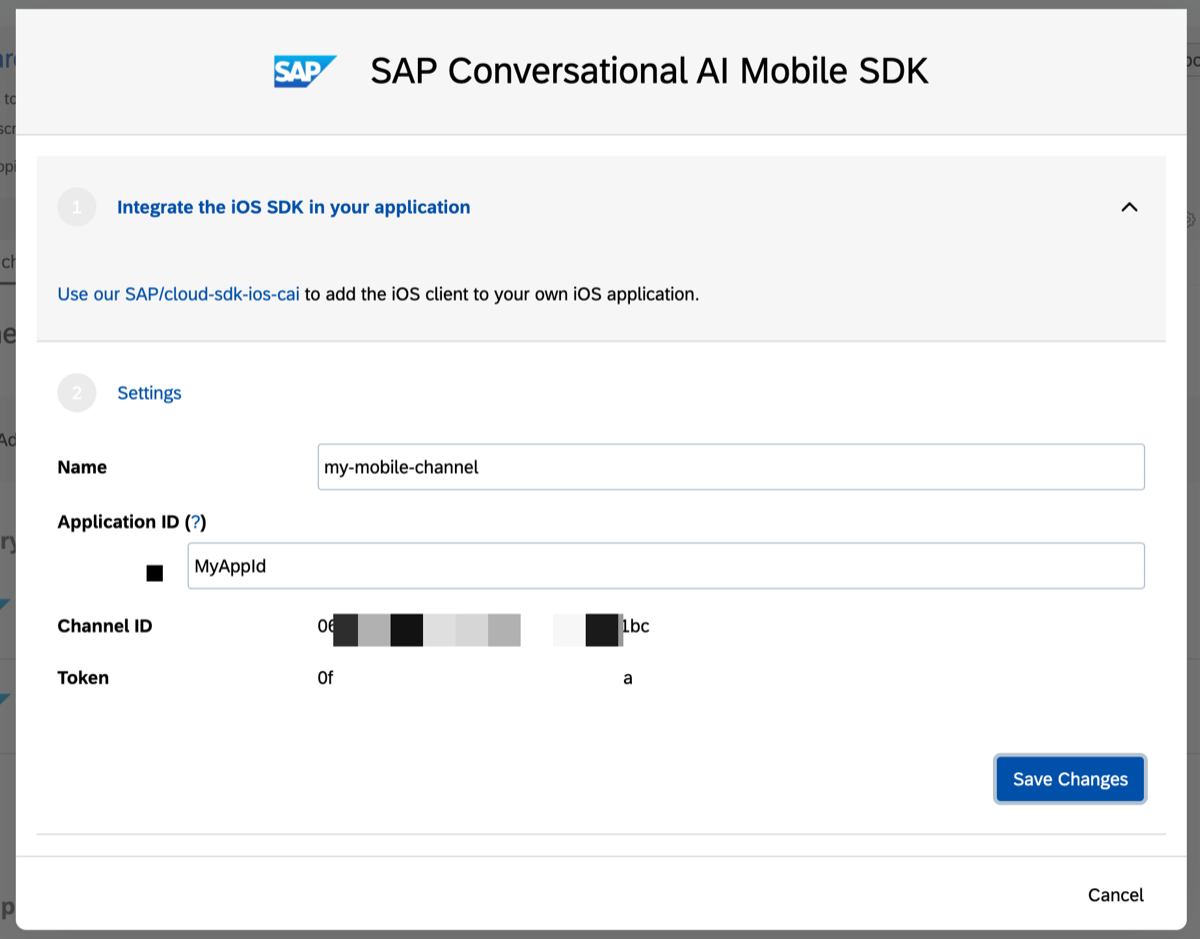 SAP SAP Conversational AI Mobile SDK
1 Integrate the iOS SDK in your application
Use our SAP/cloud-sdk-ios-cai to add the iOS client to your own iOS application.
2 Settings
Name my-mobile-channel
Application ID (?)
MyAppId
Channel ID 06 1bc
Token 0f a
Save Changes
Cancel